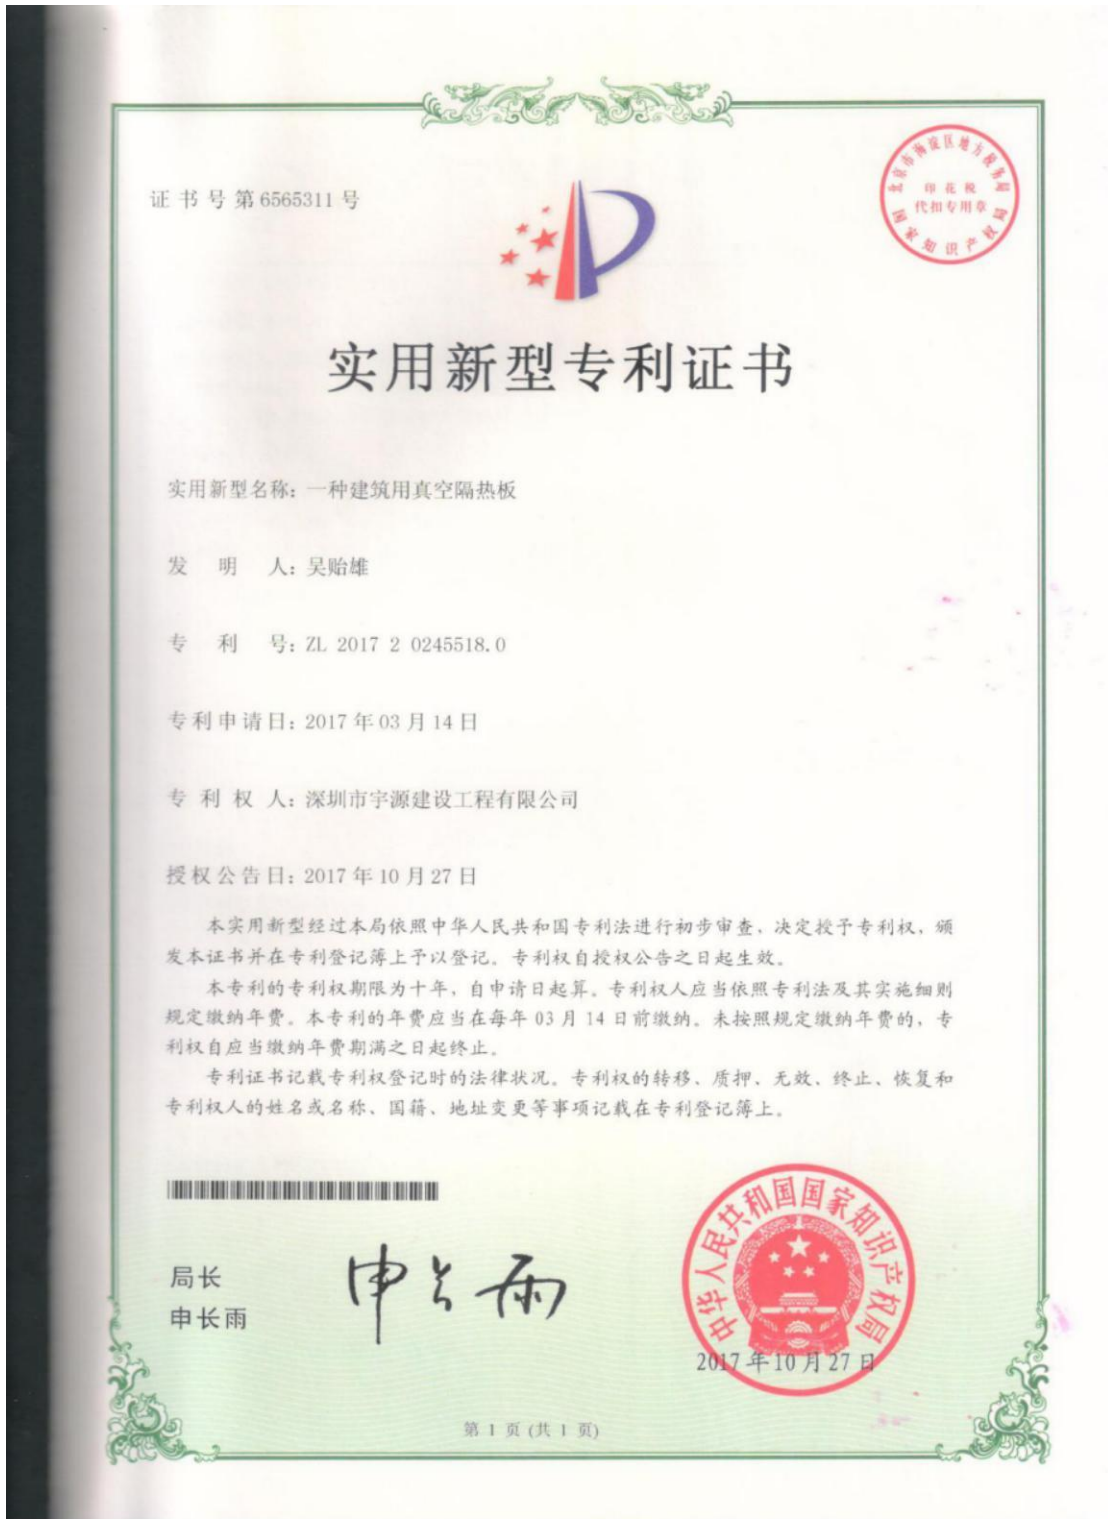 证书号第6565311号
北京市海淀区地方税务局
印花税
代扣专用章
国家知识产权局
实用新型专利证书
实用新型名称：一种建筑用真空隔热板
发明人：吴贻雄
专利号：ZL 2017 2 0245518.0
专利申请日：2017年03月14日
专利权人：深圳市宇源建设工程有限公司
授权公告日：2017年10月27日
本实用新型经过本局依照中华人民共和国专利法进行初步审查，决定授予专利权，颁
发本证书并在专利登记簿上予以登记。专利权自授权公告之日起生效。
本专利的专利权期限为十年，自申请日起算。专利权人应当依照专利法及其实施细则
规定缴纳年费。本专利的年费应当在每年03月14日前缴纳。未按照规定缴纳年费的，专
利权自应当缴纳年费期满之日起终止。
专利证书记载专利权登记时的法律状况。专利权的转移、质押、无效、终止、恢复和
专利权人的姓名或名称、国籍、地址变更等事项记载在专利登记簿上。
局长
申长雨
申长雨
中华人民共和国国家知识产权局
2017年10月27日
第1页(共1页)